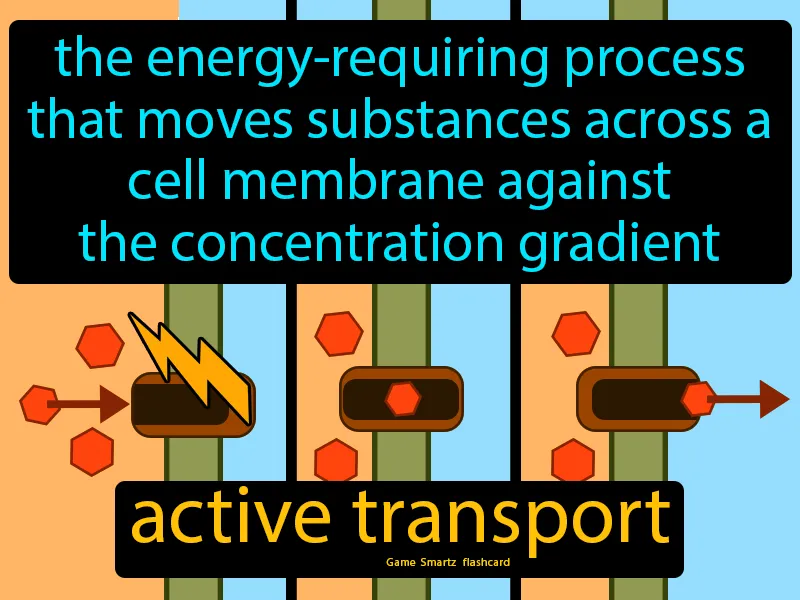 the energy-requiring process
that moves substances across a
cell membrane against
the concentration gradient
active transport
Game Smartz flashcard